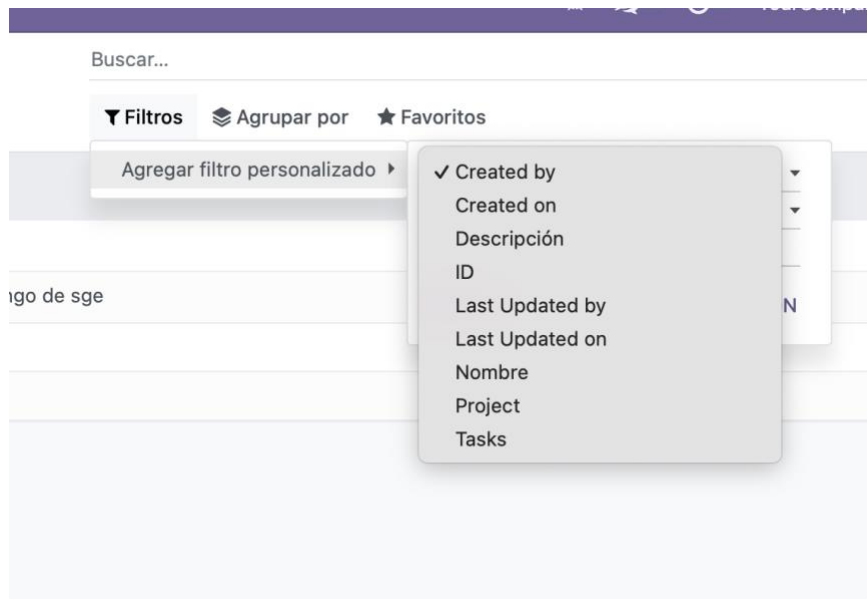 Buscar...
Filtros Agrupar por Favoritos
Agregar filtro personalizado
Created by
Created on
Descripción
ID
Last Updated by
Last Updated on
Nombre
Project
Tasks
de sge
N